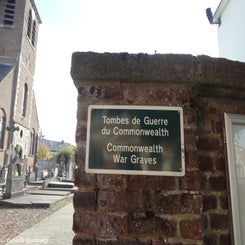 Tombes de Guerre
du Commonwealth
Commonwealth
War Graves